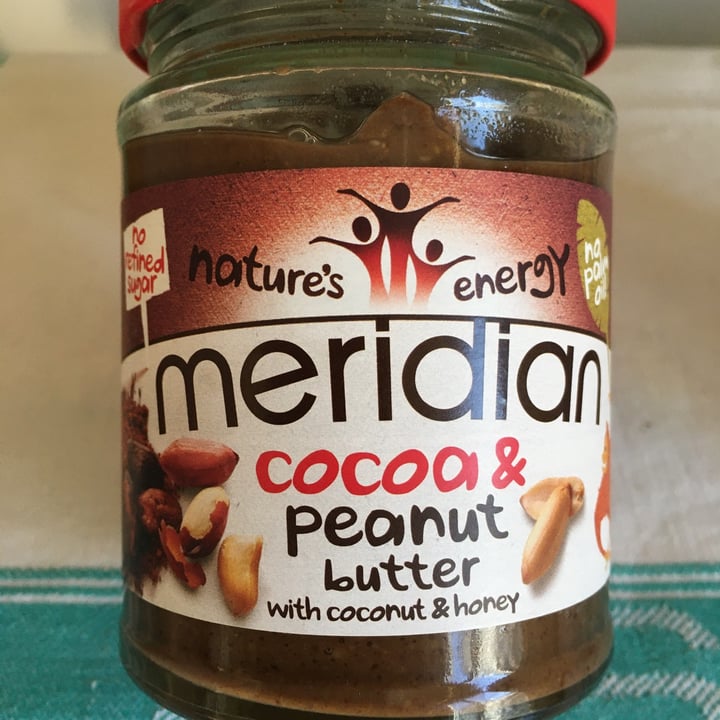 no
refined
sugar
nature's energy
no
palm
oil
meridian
cocoa &
peanut
butter
with coconut & honey